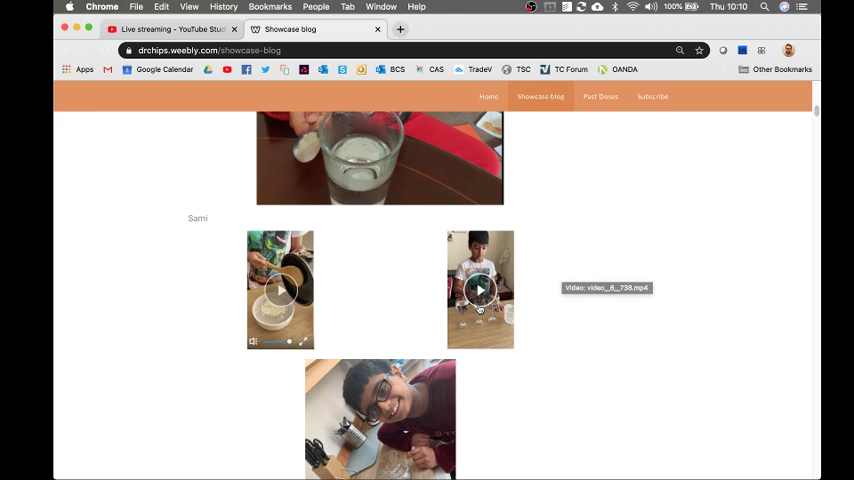 Chrome File Edit View History Bookmarks People Tab Window Help 100% Thu 10:10
Live streaming - YouTube Stud × Showcase blog ×
drchips.weebly.com/showcase-blog
Apps Google Calendar BCS CAS TradeV TSC TC Forum OANDA Other Bookmarks
Home Showcase blog Past Doses Subscribe
Sami
Video: video__6__738.mp4